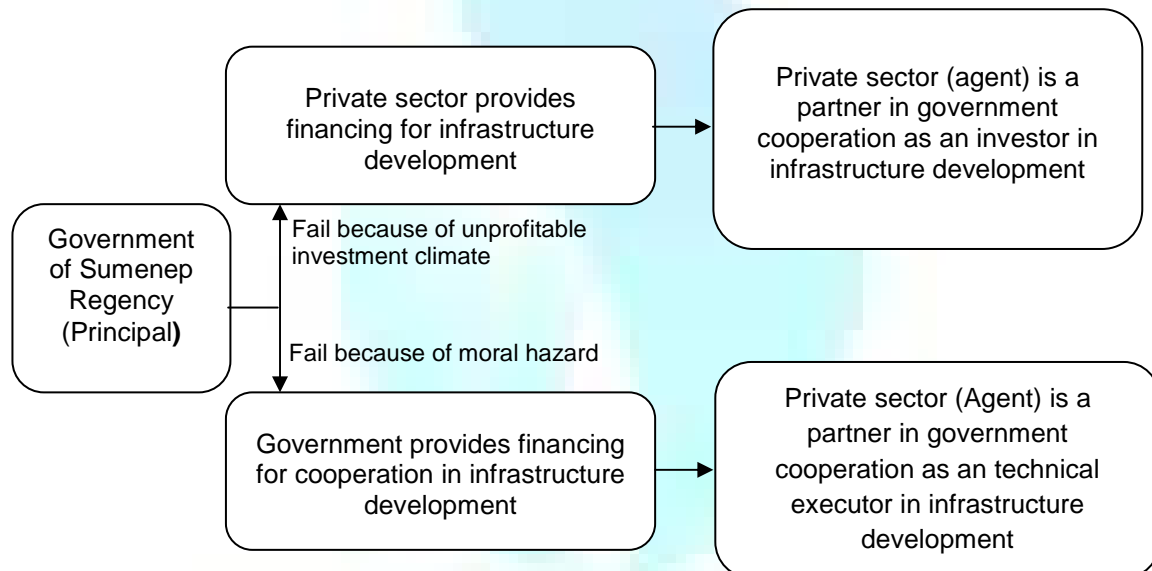 Private sector provides
financing for infrastructure
development
Private sector (agent) is a
partner in government
cooperation as an investor in
infrastructure development
Government
of Sumenep
Regency
(Principal)
Fail because of unprofitable
investment climate
Fail because of moral hazard
Government provides financing
for cooperation in infrastructure
development
Private sector (Agent) is a
partner in government
cooperation as an technical
executor in infrastructure
development